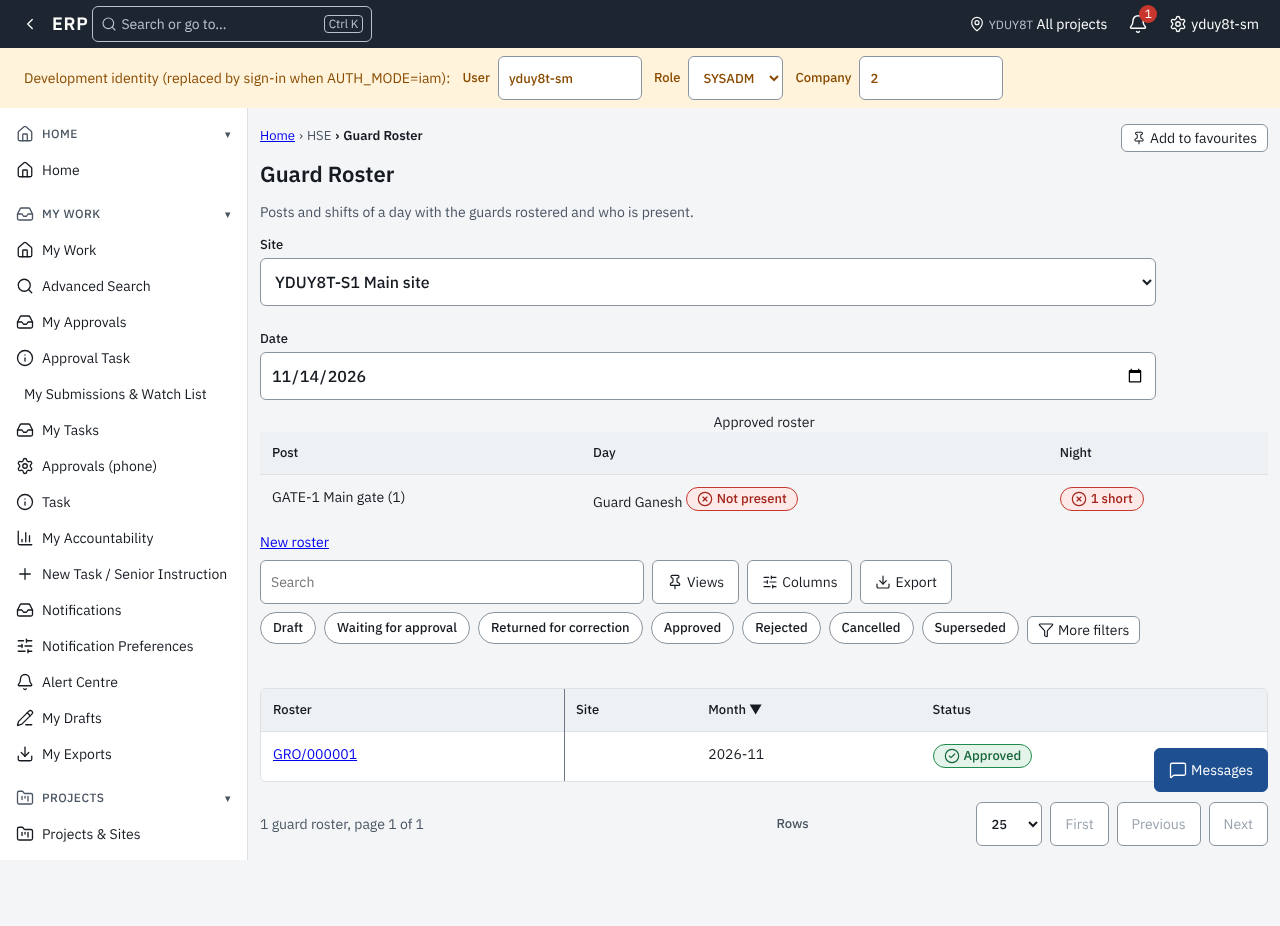 ERP
Search or go to...
Ctrl K
YDUY8T All projects
1
yduy8t-sm
Development identity (replaced by sign-in when AUTH_MODE=iam):
User
yduy8t-sm
Role
SYSADM
Company
2
HOME
Home
MY WORK
My Work
Advanced Search
My Approvals
Approval Task
My Submissions & Watch List
My Tasks
Approvals (phone)
Task
My Accountability
New Task / Senior Instruction
Notifications
Notification Preferences
Alert Centre
My Drafts
My Exports
PROJECTS
Projects & Sites
Home › HSE › Guard Roster
Add to favourites
Guard Roster
Posts and shifts of a day with the guards rostered and who is present.
Site
YDUY8T-S1 Main site
Date
11/14/2026
Approved roster
Post Day Night
GATE-1 Main gate (1) Guard Ganesh Not present 1 short
New roster
Search
Views
Columns
Export
Draft
Waiting for approval
Returned for correction
Approved
Rejected
Cancelled
Superseded
More filters
Roster Site Month ▼ Status
GRO/000001 2026-11 Approved
Messages
1 guard roster, page 1 of 1
Rows
25
First
Previous
Next